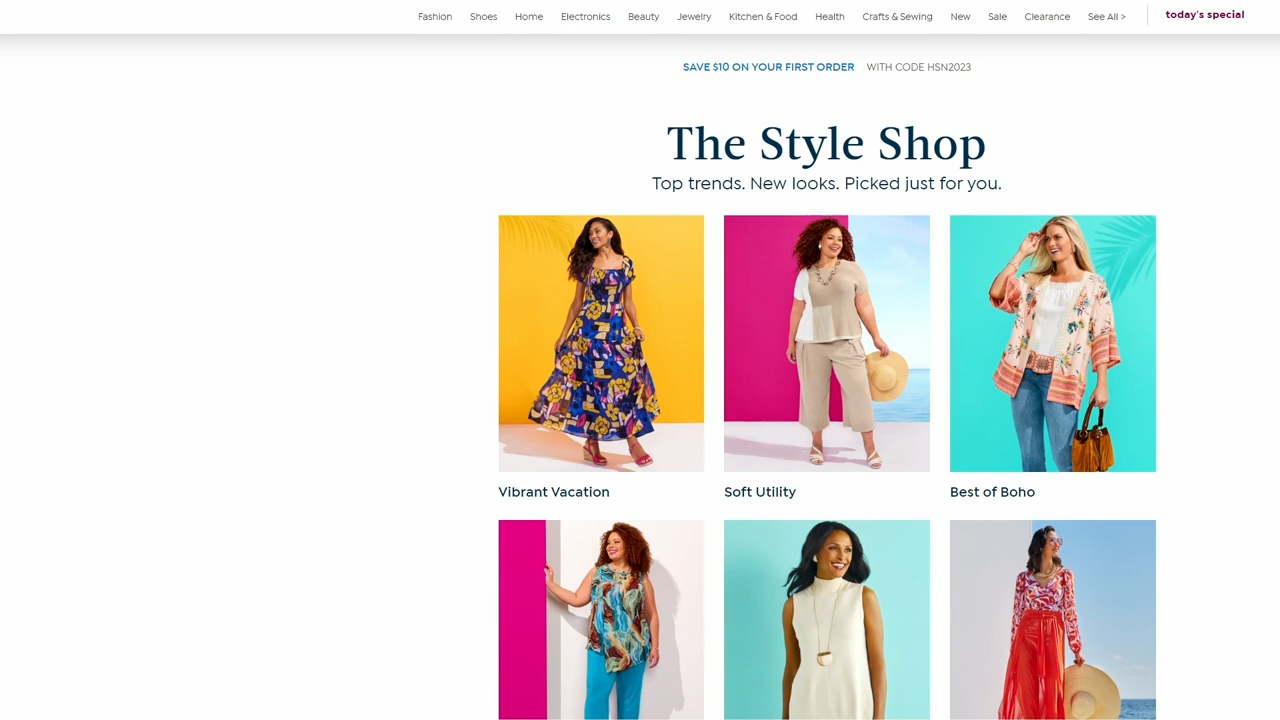 Fashion Shoes Home Electronics Beauty Jewelry Kitchen & Food Health Crafts & Sewing New Sale Clearance See All > today's special
SAVE $10 ON YOUR FIRST ORDER WITH CODE HSN2023
The Style Shop
Top trends. New looks. Picked just for you.
Vibrant Vacation Soft Utility Best of Boho